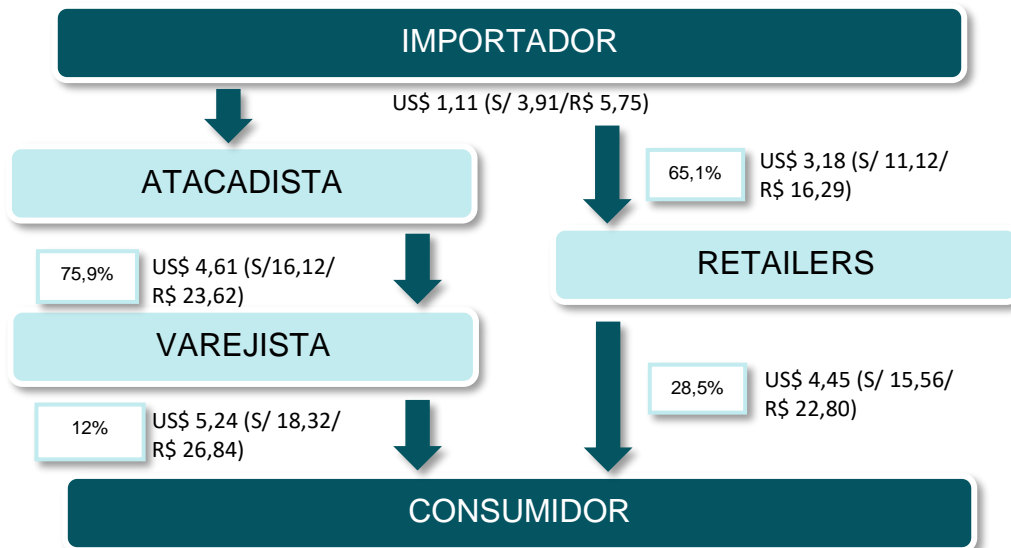 IMPORTADOR
US$ 1,11 (S/ 3,91/R$ 5,75)
ATACADISTA
65,1%
US$ 3,18 (S/ 11,12/
R$ 16,29)
75,9%
US$ 4,61 (S/16,12/
R$ 23,62)
RETAILERS
VAREJISTA
12%
US$ 5,24 (S/ 18,32/
R$ 26,84)
28,5%
US$ 4,45 (S/ 15,56/
R$ 22,80)
CONSUMIDOR